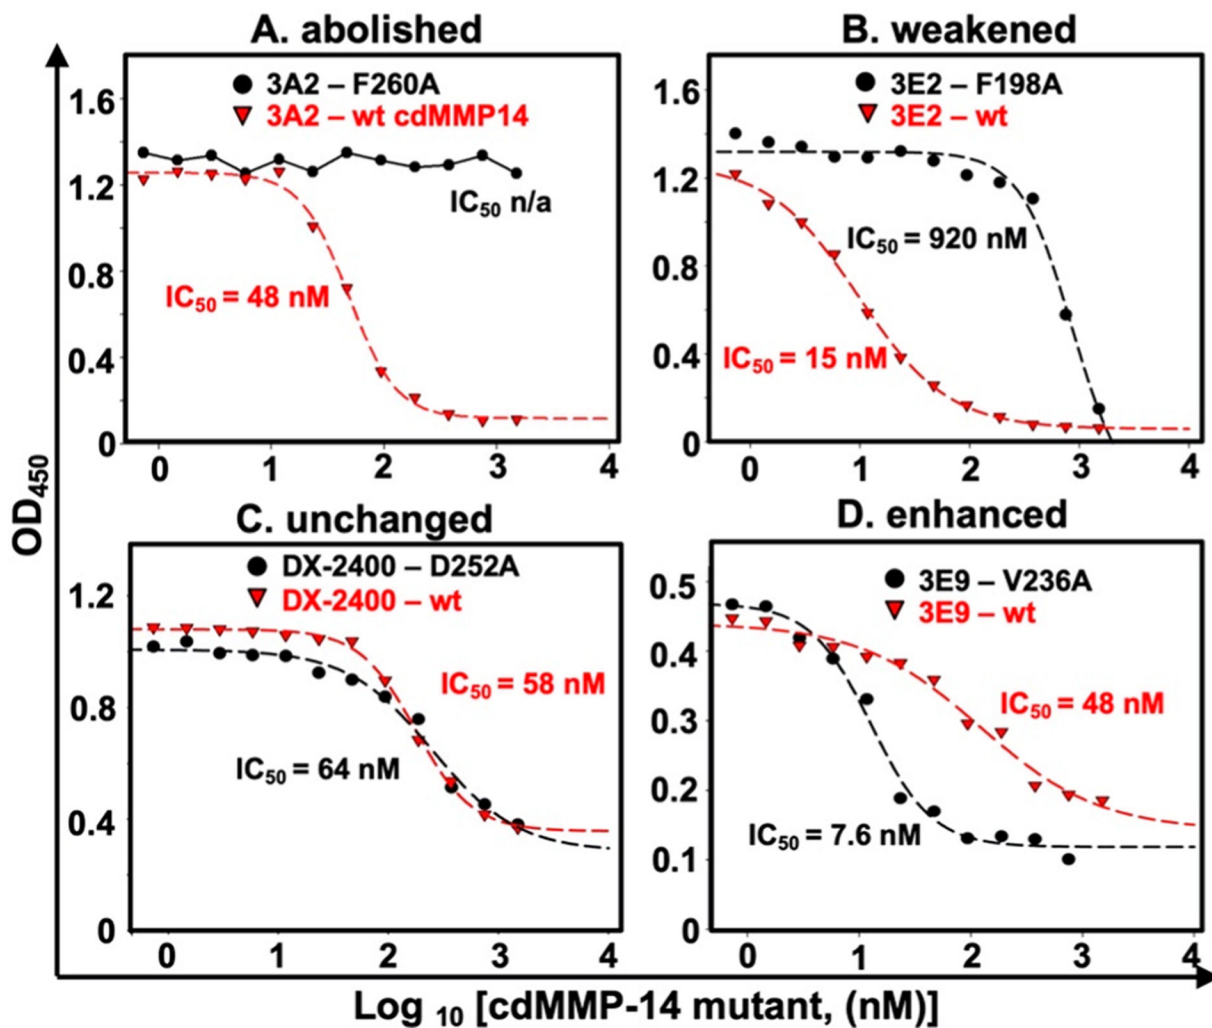 A. abolished
3A2 – F260A
3A2 – wt cdMMP14
1.6
1.2
0.8
0.4
0
IC50 n/a
IC50 = 48 nM
0 1 2 3 4
B. weakened
3E2 – F198A
3E2 – wt
1.6
1.2
0.8
0.4
0
IC50 = 920 nM
IC50 = 15 nM
0 1 2 3 4
OD450
C. unchanged
DX-2400 – D252A
DX-2400 – wt
1.2
0.8
0.4
0
IC50 = 58 nM
IC50 = 64 nM
0 1 2 3 4
D. enhanced
3E9 – V236A
3E9 – wt
0.5
0.4
0.3
0.2
0.1
0
IC50 = 48 nM
IC50 = 7.6 nM
0 1 2 3 4
Log 10 [cdMMP-14 mutant, (nM)]